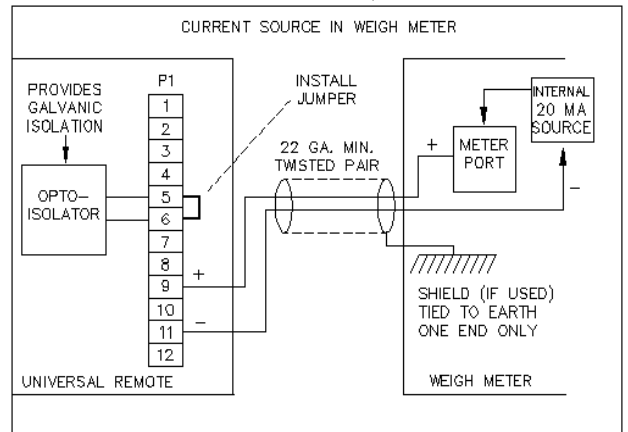 CURRENT SOURCE IN WEIGH METER
PROVIDES
GALVANIC
ISOLATION
P1
INSTALL
JUMPER
INTERNAL
20 MA
SOURCE
1
2
3
4
5
6
7
8
9
10
11
12
OPTO-
ISOLATOR
22 GA. MIN.
TWISTED PAIR
+
METER
PORT
-
+
-
SHIELD (IF USED)
TIED TO EARTH
ONE END ONLY
UNIVERSAL REMOTE
WEIGH METER